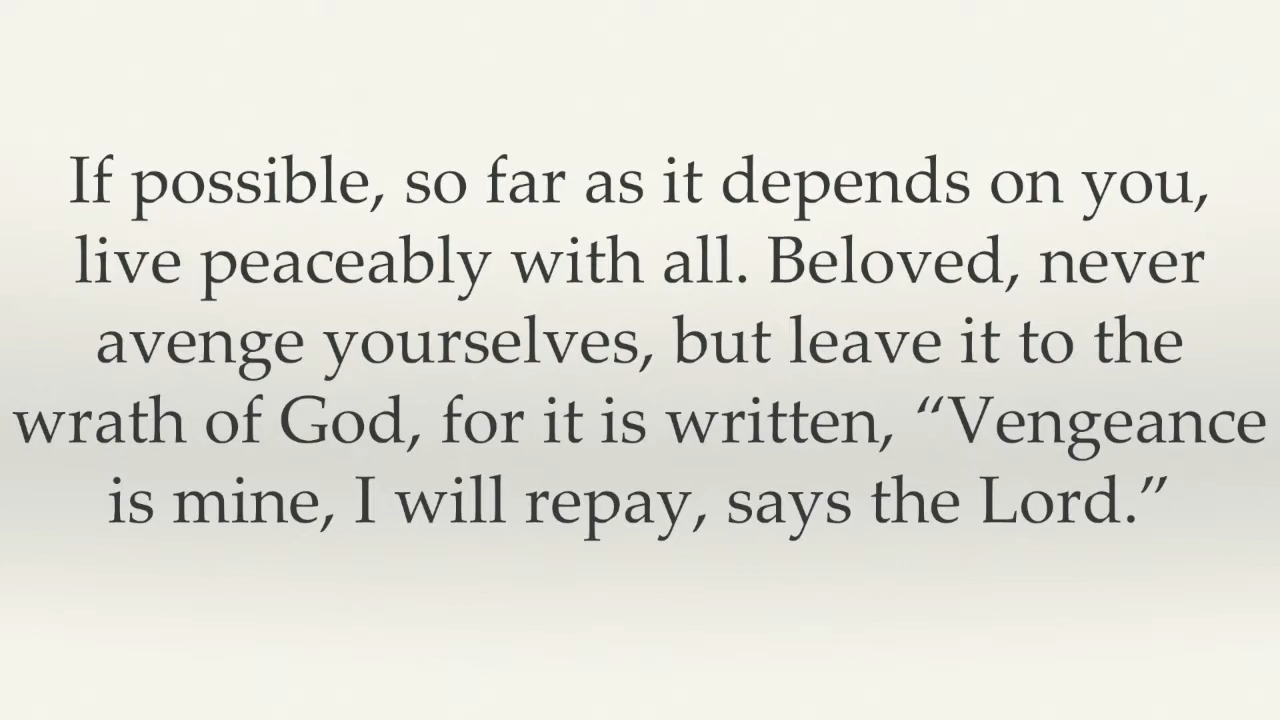 If possible, so far as it depends on you,
live peaceably with all. Beloved, never
avenge yourselves, but leave it to the
wrath of God, for it is written, “Vengeance
is mine, I will repay, says the Lord.”